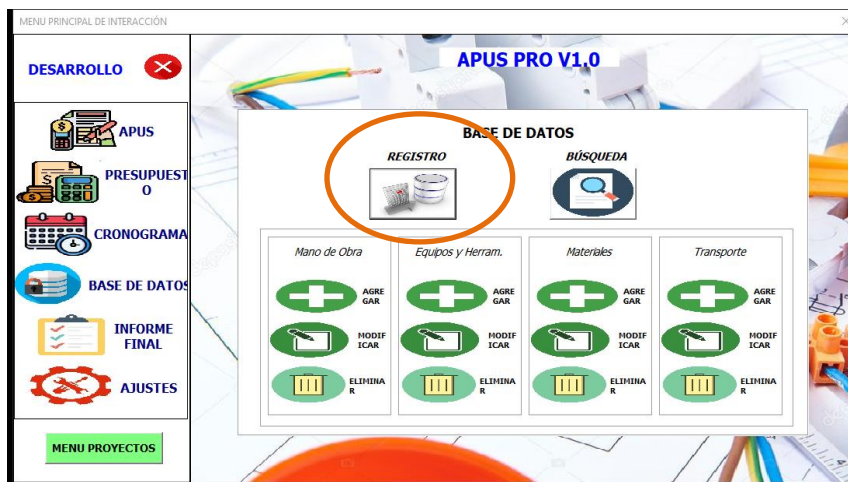 MENU PRINCIPAL DE INTERACCIÓN
DESARROLLO
APUS PRO V1.0
APUS
PRESUPUEST
O
CRONOGRAMA
BASE DE DATOS
INFORME
FINAL
AJUSTES
MENU PROYECTOS
BASE DE DATOS
REGISTRO
BÚSQUEDA
Mano de Obra
AGRE
GAR
MODIF
ICAR
ELIMINA
R
Equipos y Herram.
AGRE
GAR
MODIF
ICAR
ELIMINA
R
Materiales
AGRE
GAR
MODIF
ICAR
ELIMINA
R
Transporte
AGRE
GAR
MODIF
ICAR
ELIMINA
R